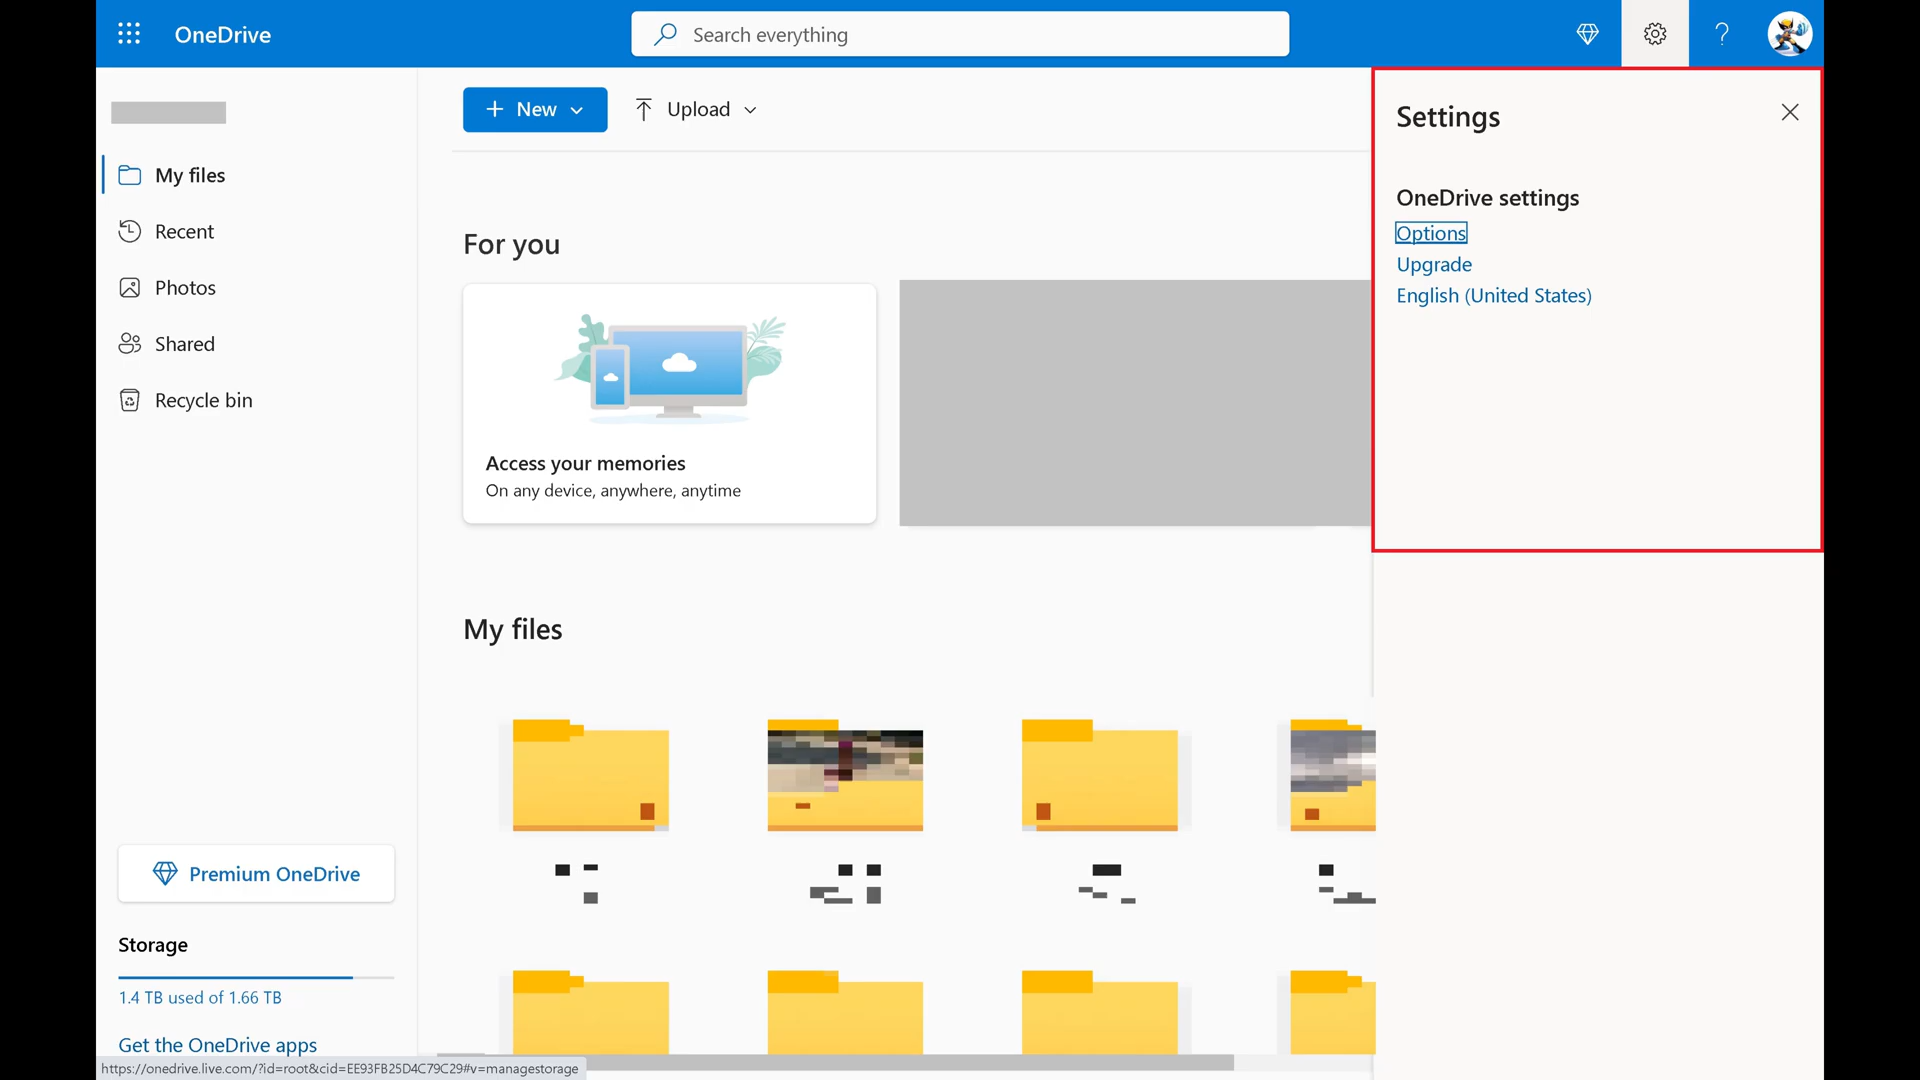 OneDrive
Search everything
?
New
Upload
My files
Recent
Photos
Shared
Recycle bin
Premium OneDrive
Storage
1.4 TB used of 1.66 TB
Get the OneDrive apps
https://onedrive.live.com/?id=root&cid=EE93FB25D4C79C29#v=managestorage
For you
Access your memories
On any device, anywhere, anytime
My files
Settings
OneDrive settings
Options
Upgrade
English (United States)